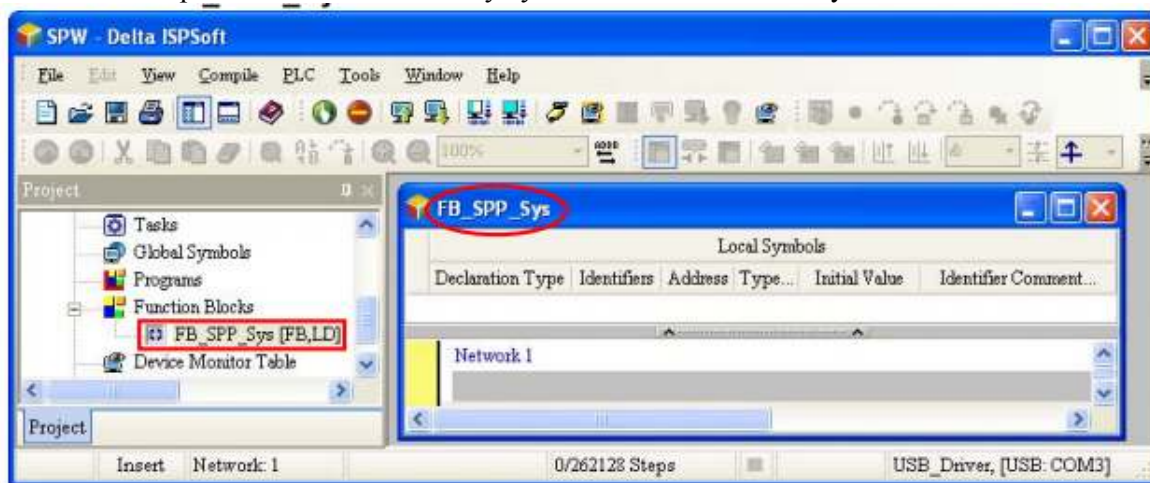 SPW - Delta ISPSoft
File Edit View Compile PLC Tools Window Help
100%
Project
Tasks
Global Symbols
Programs
Function Blocks
FB_SPP_Sys [FB,LD]
Device Monitor Table
Project
FB_SPP_Sys
Local Symbols
Declaration Type Identifiers Address Type... Initial Value Identifier Comment...
Network 1
Insert Network: 1 0/262128 Steps USB_Driver, [USB: COM3]